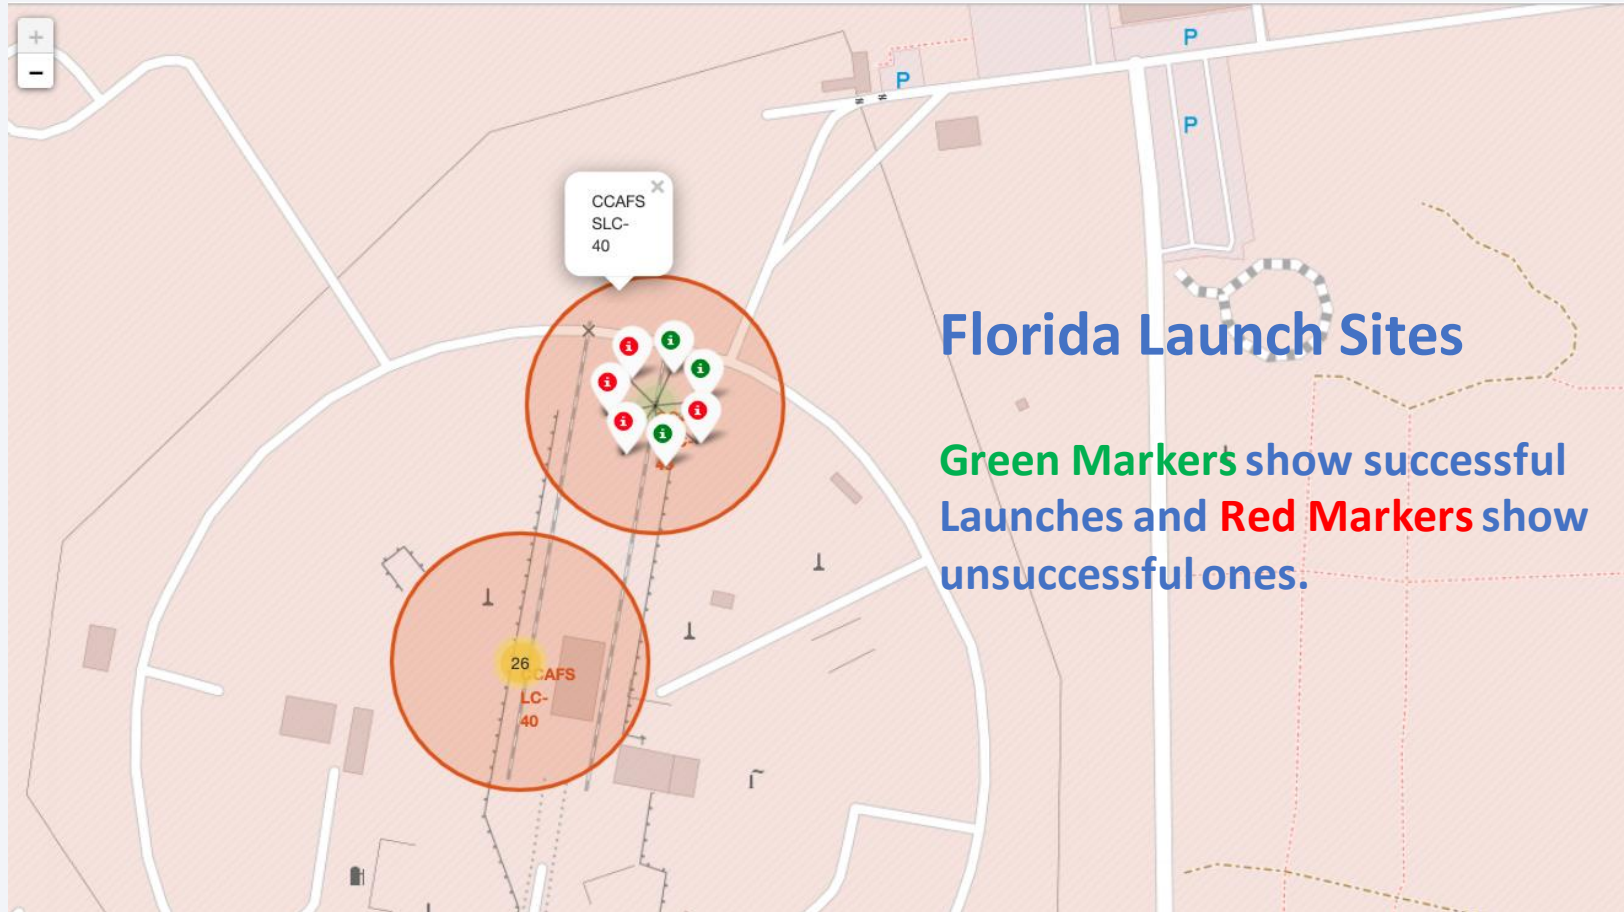 +
−
P
P
P
CCAFS
SLC-
40
×
Florida Launch Sites
Green Markers show successful
Launches and Red Markers show
unsuccessful ones.
26
CCAFS
LC-
40